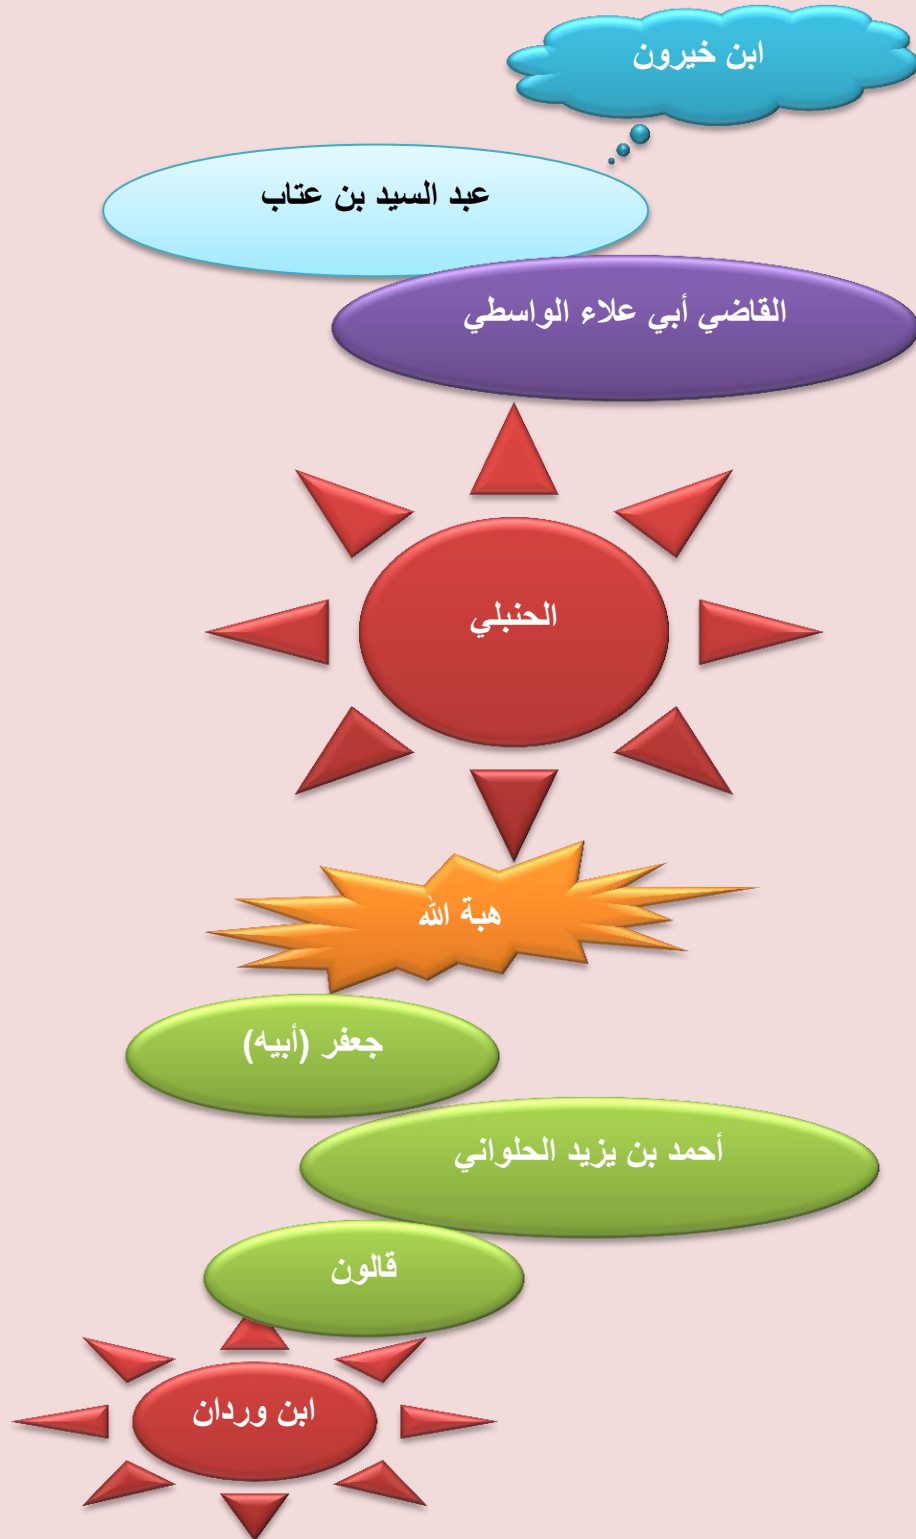 ابن خيرون
عبد السيد بن عتاب
القاضي أبي علاء الواسطي
الحنبلي
هبة الله
جعفر (أبيه)
أحمد بن يزيد الحلواني
قالون
ابن وردان